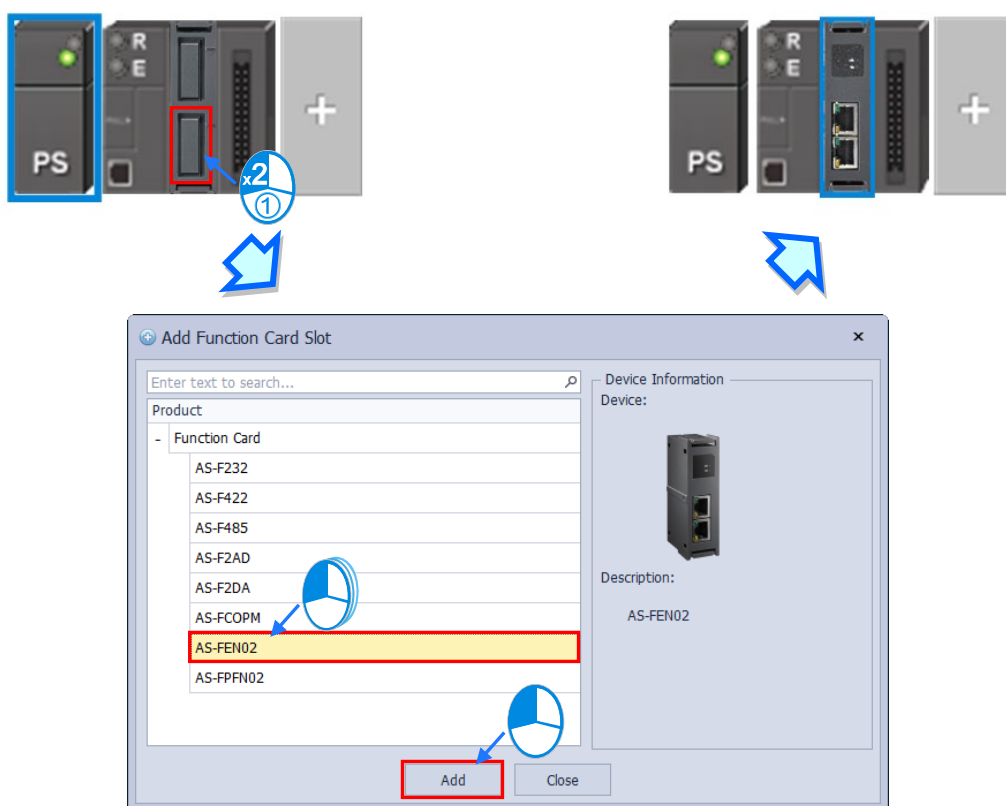 R
E
PS
x2
1
+
R
E
PS
+
Add Function Card Slot
x
Enter text to search...
Product
- Function Card
AS-F232
AS-F422
AS-F485
AS-F2AD
AS-F2DA
AS-FCOPM
AS-FEN02
AS-FPFN02
Device Information
Device:
Description:
AS-FEN02
Add
Close